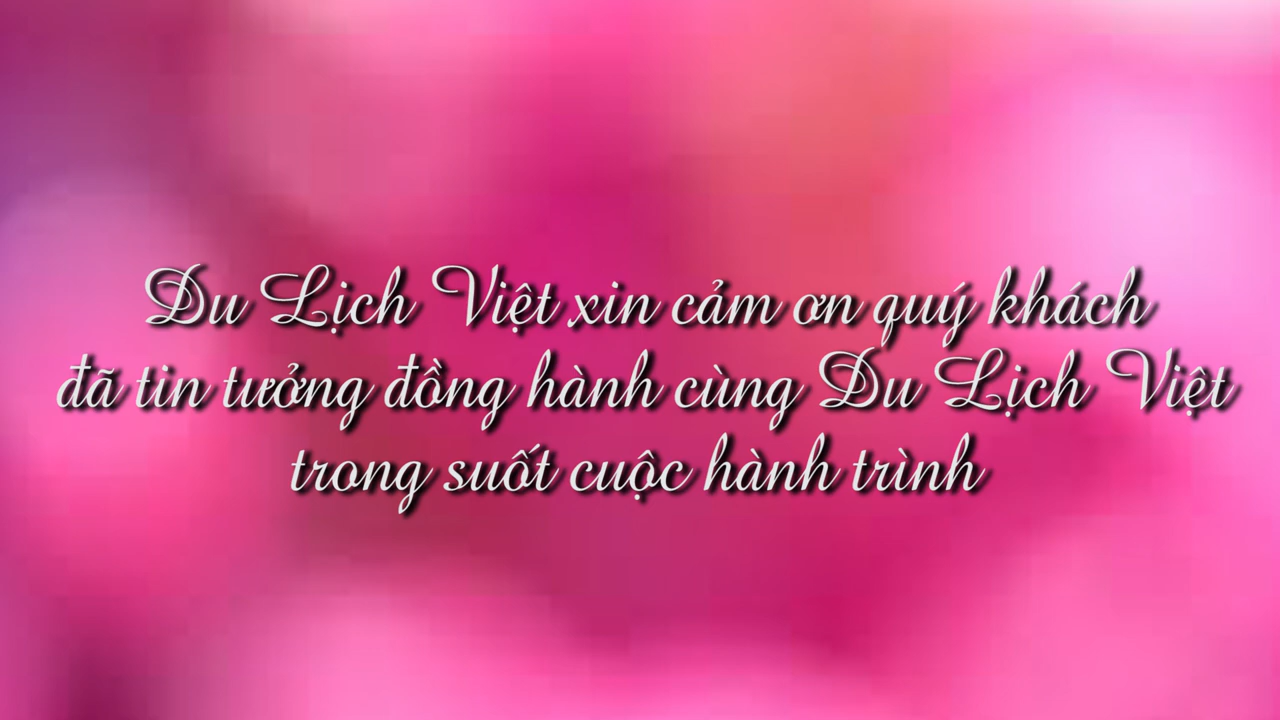 Du Lịch Việt xin cảm ơn quý khách
đã tin tưởng đồng hành cùng Du Lịch Việt
trong suốt cuộc hành trình